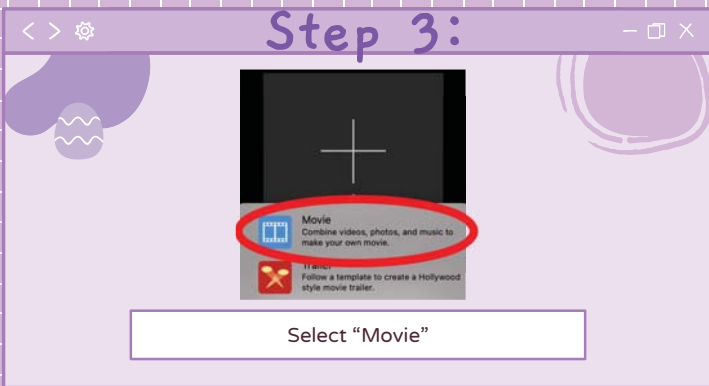 Step 3:
Movie
Combine videos, photos, and music to
make your own movie.
Trailer
Follow a template to create a Hollywood
style movie trailer.
Select “Movie”